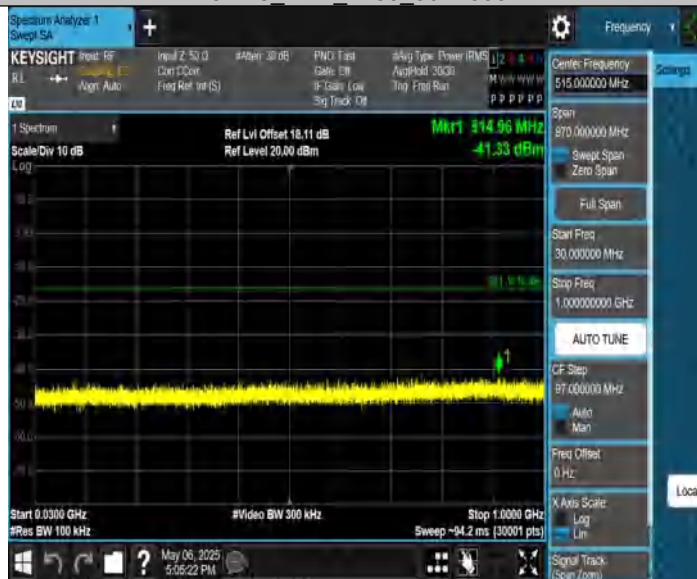 Spectrum Analyzer 1
Swept SA
Frequency
KEYSIGHT
Input: RF
Align: Auto
Input Z: 50 Ω
Corr CCorr
Freq Ref: Int (S)
#Atten: 30 dB
PNO: Fast
Gate: Off
IF Gain: Low
Sig Track: Off
#Avg Type: Power (RMS)
Avg|Hold: 30/30
Trig: Free Run
P P P P P P
1 Spectrum
Scale/Div 10 dB
Ref Lvl Offset 18.11 dB
Ref Level 20.00 dBm
Mkr1 914.96 MHz
-41.33 dBm
Log
1
Start 0.0300 GHz
#Res BW 100 kHz
#Video BW 300 kHz
Stop 1.0000 GHz
Sweep ~94.2 ms (30001 pts)
Center Frequency
515.000000 MHz
Settings
Span
970.000000 MHz
Swept Span
Zero Span
Full Span
Start Freq
30.000000 MHz
Stop Freq
1.000000000 GHz
AUTO TUNE
CF Step
97.000000 MHz
Auto
Man
Freq Offset
0 Hz
X Axis Scale
Log
Lin
Local
Signal Track
(Span Zoom)
?
May 06, 2025
5:05:22 PM